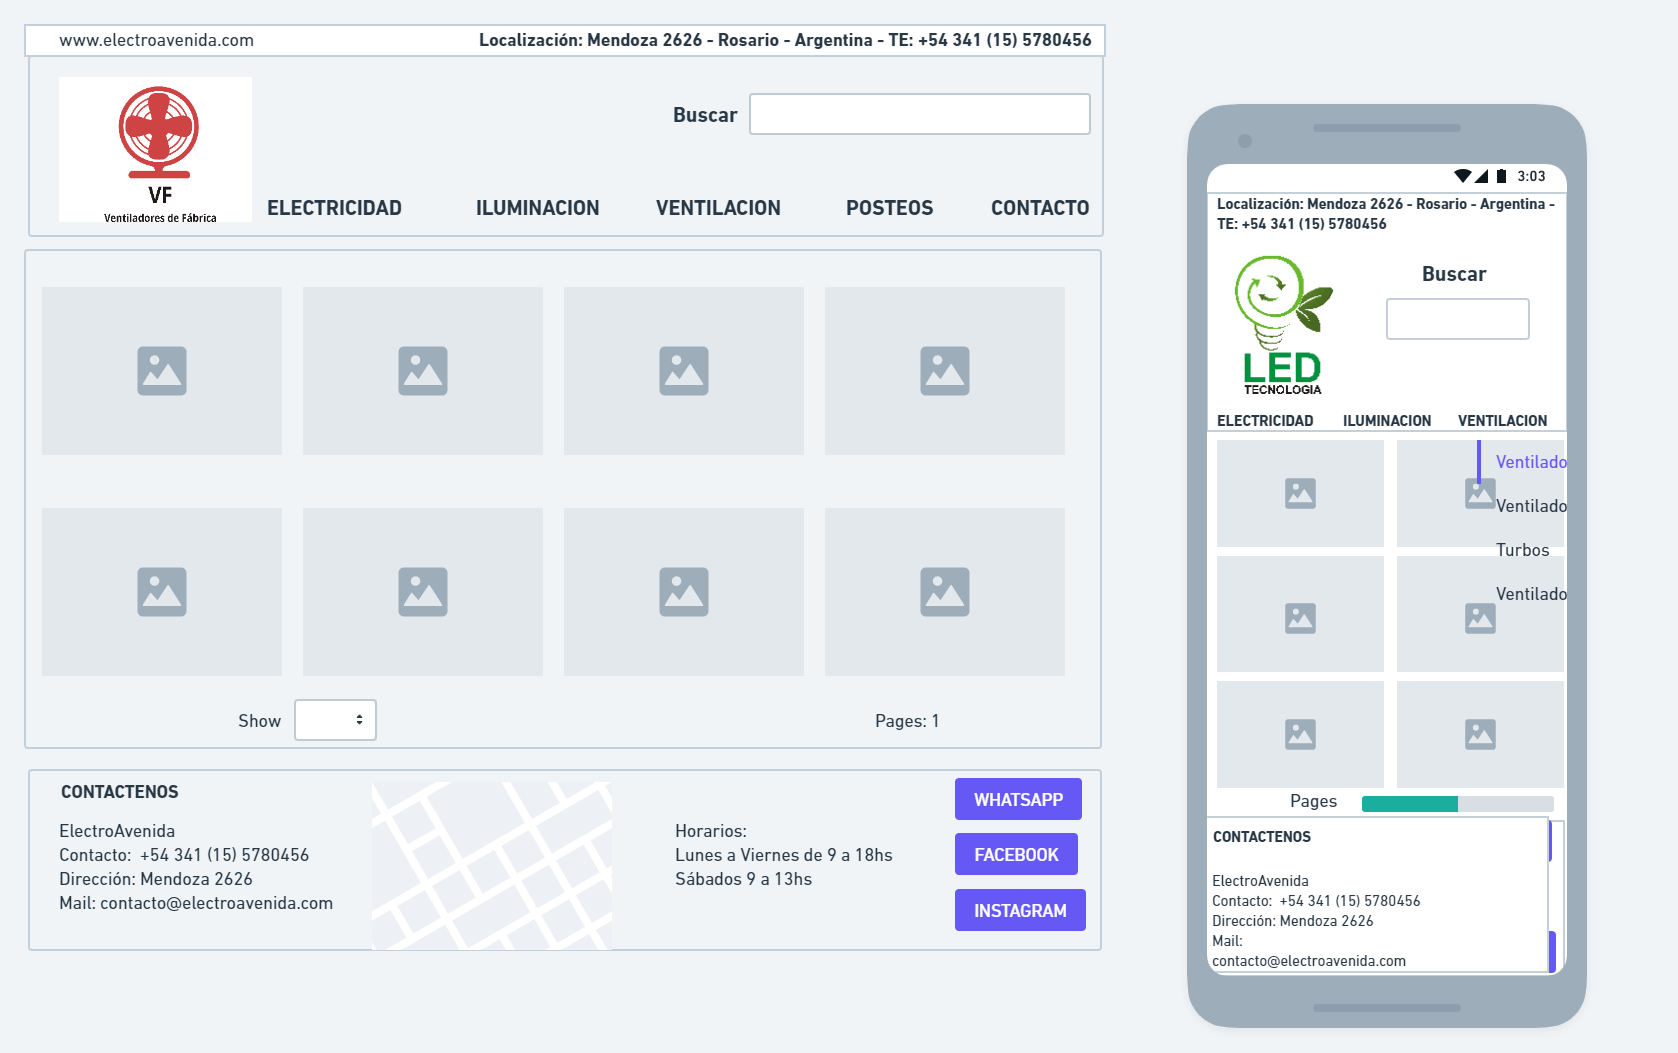 www.electroavenida.com
Localización: Mendoza 2626 - Rosario - Argentina - TE: +54 341 (15) 5780456
VF
Ventiladores de Fábrica
Buscar
ELECTRICIDAD
ILUMINACION
VENTILACION
POSTEOS
CONTACTO
Show
Pages: 1
CONTACTENOS
ElectroAvenida
Contacto:  +54 341 (15) 5780456
Dirección: Mendoza 2626
Mail: contacto@electroavenida.com
Horarios:
Lunes a Viernes de 9 a 18hs
Sábados 9 a 13hs
WHATSAPP
FACEBOOK
INSTAGRAM
3:03
Localización: Mendoza 2626 - Rosario - Argentina -
TE: +54 341 (15) 5780456
LED
TECNOLOGIA
Buscar
ELECTRICIDAD
ILUMINACION
VENTILACION
Ventilado
Ventilado
Turbos
Ventilado
Pages
CONTACTENOS
ElectroAvenida
Contacto:  +54 341 (15) 5780456
Dirección: Mendoza 2626
Mail:
contacto@electroavenida.com